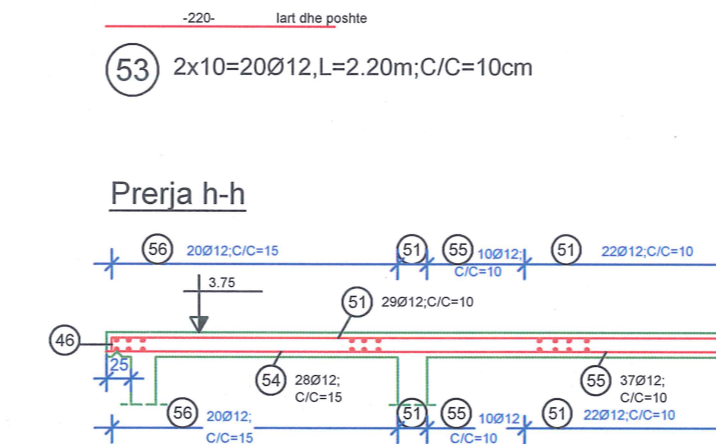 -220- lart dhe poshte
53 2x10=20Ø12,L=2.20m;C/C=10cm
Prerja h-h
56 20Ø12;C/C=15 51 55 10Ø12; C/C=10 51 22Ø12;C/C=10
3.75
51 29Ø12;C/C=10
46
25
54 28Ø12; C/C=15
55 37Ø12; C/C=10
56 20Ø12; C/C=15 51 55 10Ø12 C/C=10 51 22Ø12;C/C=10